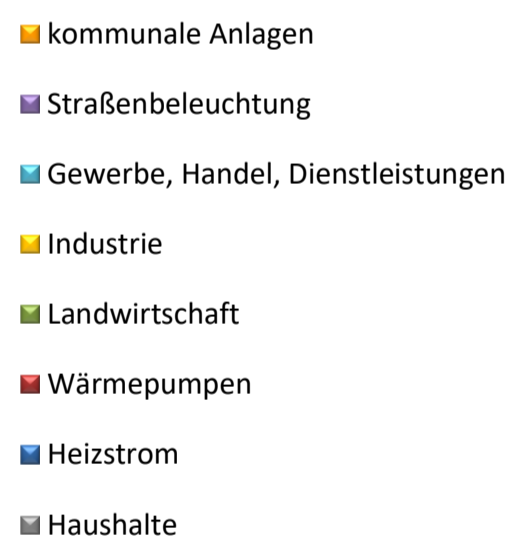 kommunale Anlagen
Straßenbeleuchtung
Gewerbe, Handel, Dienstleistungen
Industrie
Landwirtschaft
Wärmepumpen
Heizstrom
Haushalte